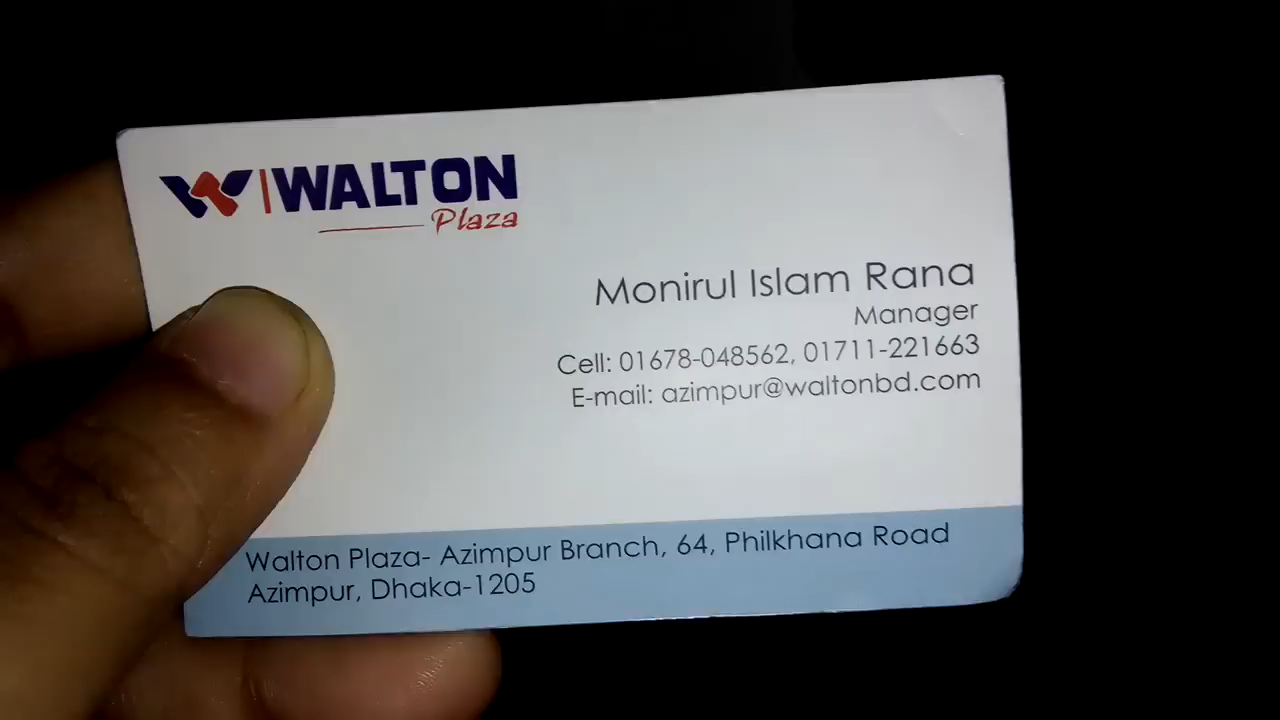 WALTON
Plaza
Monirul Islam Rana
Manager
Cell: 01678-048562, 01711-221663
E-mail: azimpur@waltonbd.com
Walton Plaza- Azimpur Branch, 64, Philkhana Road
Azimpur, Dhaka-1205